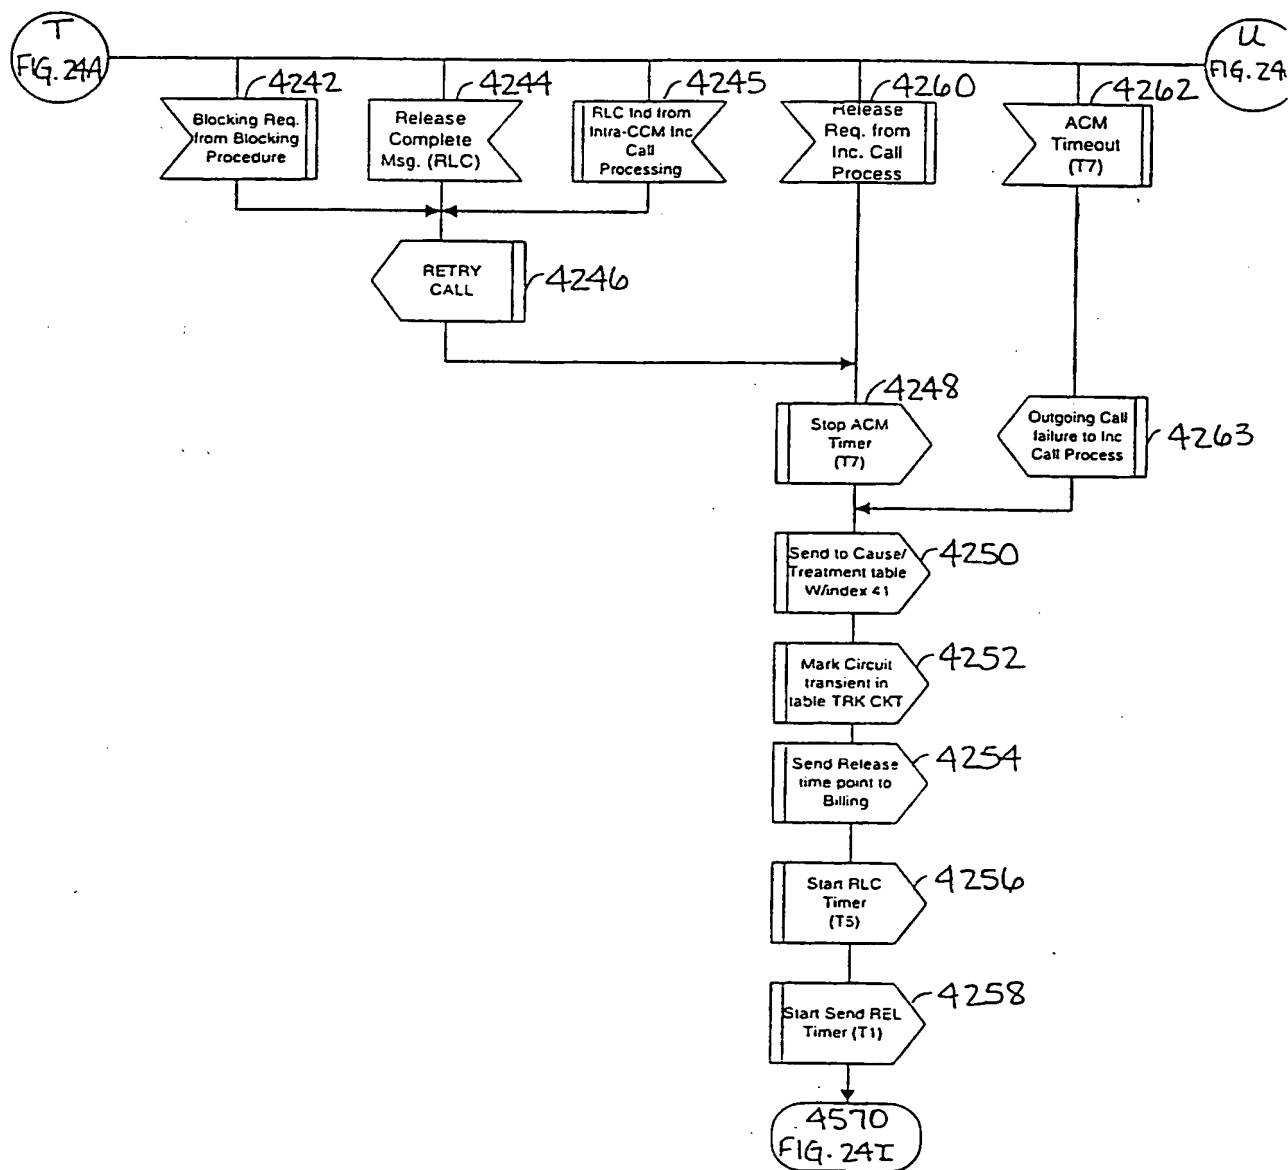 T
FIG. 24A
U
FIG. 24
4242
4244
4245
4260
4262
Blocking Req.
from Blocking
Procedure
Release
Complete
Msg. (RLC)
RLC Ind from
Intra-CCM Inc
Call
Processing
Release
Req. from
Inc. Call
Process
ACM
Timeout
(T7)
RETRY
CALL
4246
4248
Stop ACM
Timer
(T7)
Outgoing Call
failure to Inc
Call Process
4263
Send to Cause/
Treatment table
W/index 41
4250
Mark Circuit
transient in
table TRK CKT
4252
Send Release
time point to
Billing
4254
Start RLC
Timer
(T5)
4256
Start Send REL
Timer (T1)
4258
4570
FIG. 24I